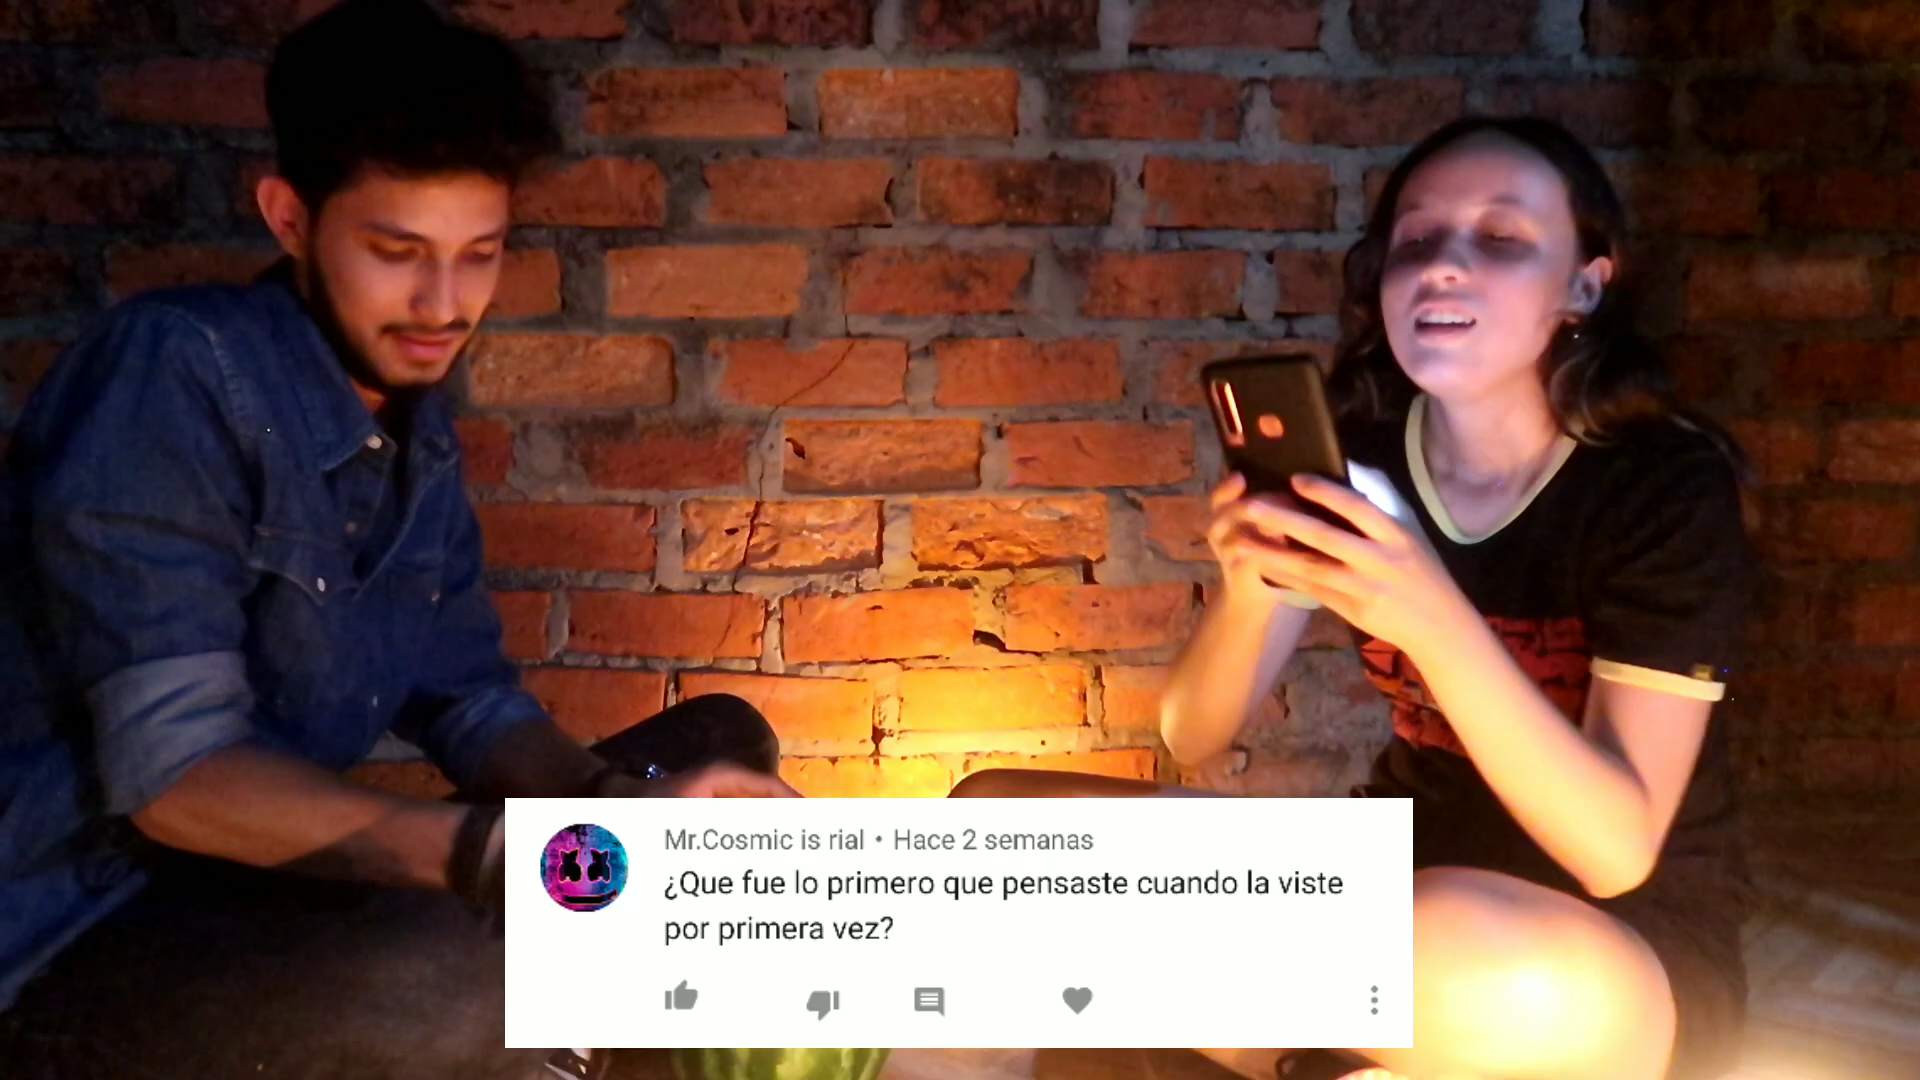 Mr.Cosmic is rial • Hace 2 semanas
¿Que fue lo primero que pensaste cuando la viste
por primera vez?